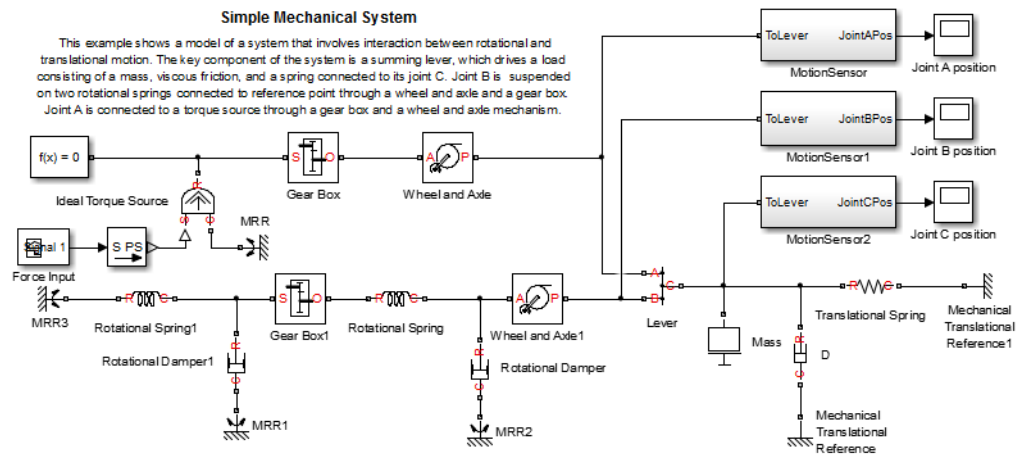 Simple Mechanical System
This example shows a model of a system that involves interaction between rotational and
translational motion. The key component of the system is a summing lever, which drives a load
consisting of a mass, viscous friction, and a spring connected to its joint C. Joint B is suspended
on two rotational springs connected to reference point through a wheel and axle and a gear box.
Joint A is connected to a torque source through a gear box and a wheel and axle mechanism.
ToLever JointAPos
MotionSensor
Joint A position
ToLever JointBPos
MotionSensor1
Joint B position
ToLever JointCPos
MotionSensor2
Joint C position
f(x) = 0
S O
Gear Box
A P
Wheel and Axle
Ideal Torque Source
R
S
C
MRR
Signal 1
Force Input
S PS
MRR3
R C
Rotational Spring1
S O
Gear Box1
R C
Rotational Spring
A P
Wheel and Axle1
A
B
C
Lever
Mass
R C
Translational Spring
Mechanical
Translational
Reference1
Rotational Damper1
R
C
MRR1
Rotational Damper
R
C
MRR2
R
C
D
Mechanical
Translational
Reference